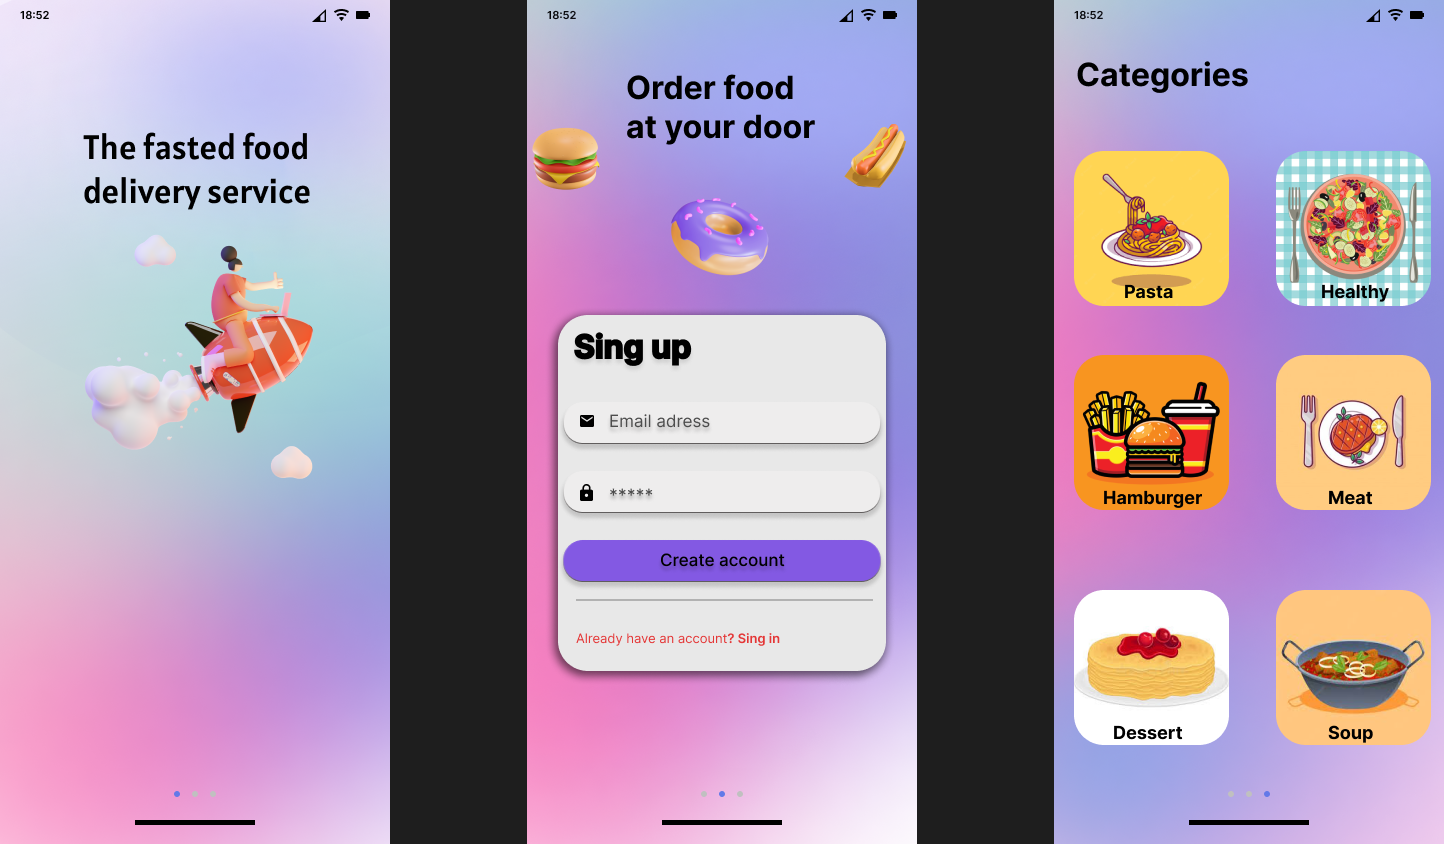 18:52
The fasted food
delivery service
18:52
Order food
at your door
Sing up
Email adress
*****
Create account
Already have an account? Sing in
18:52
Categories
Pasta
Healthy
Hamburger
Meat
Dessert
Soup